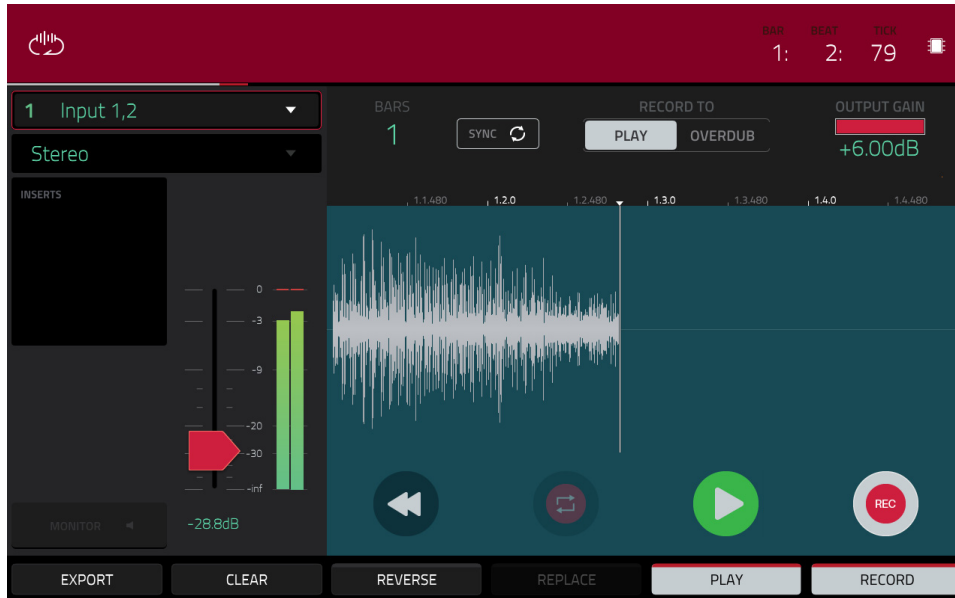 BAR BEAT TICK
1: 2: 79
1 Input 1,2
Stereo
INSERTS
BARS
1
SYNC
RECORD TO
PLAY OVERDUB
OUTPUT GAIN
+6.00dB
1.1.480 1.2.0 1.2.480 1.3.0 1.3.480 1.4.0 1.4.480
0
-3
-9
-20
-30
-inf
MONITOR
-28.8dB
REC
EXPORT CLEAR REVERSE REPLACE PLAY RECORD